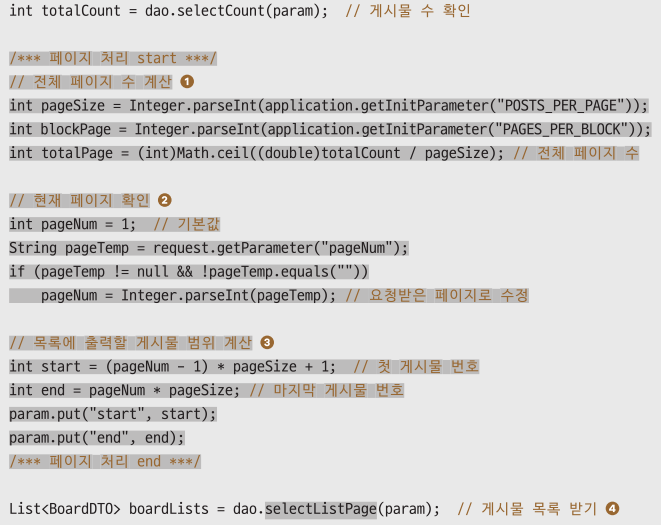 int totalCount = dao.selectCount(param);  // 게시물 수 확인
/*** 페이지 처리 start ***/
// 전체 페이지 수 계산 ❶
int pageSize = Integer.parseInt(application.getInitParameter("POSTS_PER_PAGE"));
int blockPage = Integer.parseInt(application.getInitParameter("PAGES_PER_BLOCK"));
int totalPage = (int)Math.ceil((double)totalCount / pageSize); // 전체 페이지 수
// 현재 페이지 확인 ❷
int pageNum = 1;  // 기본값
String pageTemp = request.getParameter("pageNum");
if (pageTemp != null && !pageTemp.equals(""))
    pageNum = Integer.parseInt(pageTemp); // 요청받은 페이지로 수정
// 목록에 출력할 게시물 범위 계산 ❸
int start = (pageNum - 1) * pageSize + 1;  // 첫 게시물 번호
int end = pageNum * pageSize; // 마지막 게시물 번호
param.put("start", start);
param.put("end", end);
/*** 페이지 처리 end ***/
List<BoardDTO> boardLists = dao.selectListPage(param);  // 게시물 목록 받기 ❹